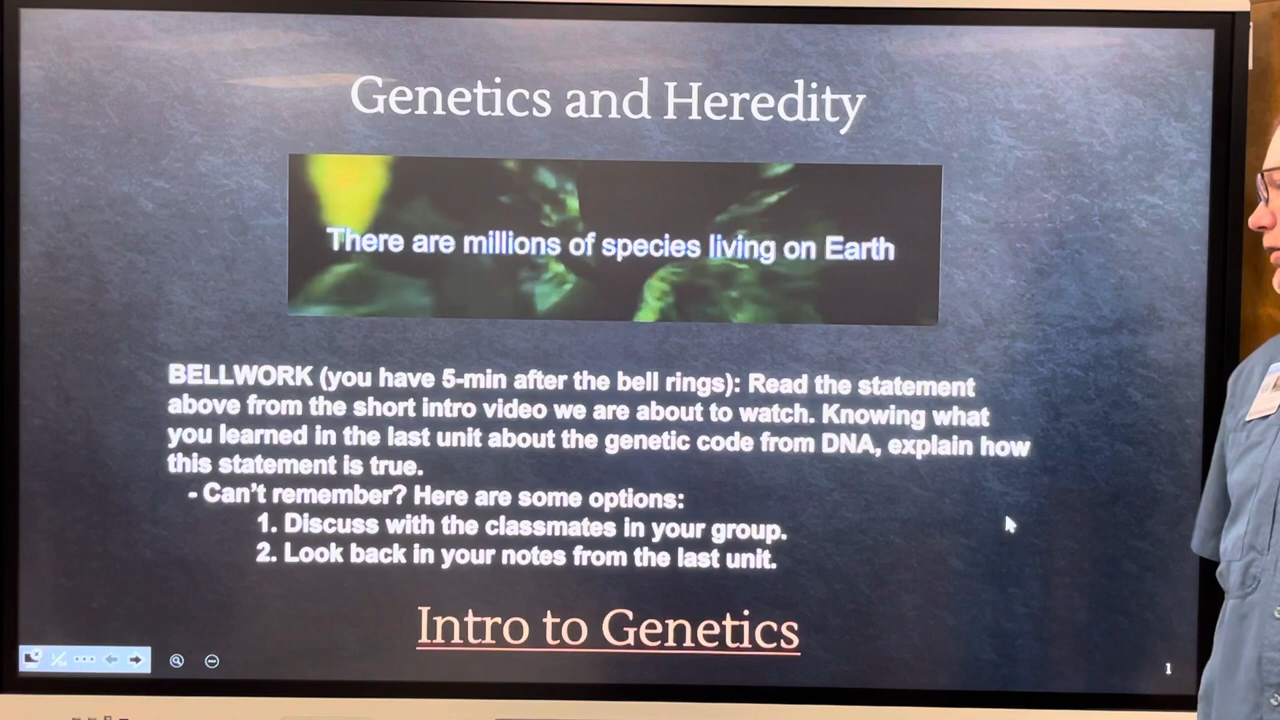 Genetics and Heredity
There are millions of species living on Earth
BELLWORK (you have 5-min after the bell rings): Read the statement
above from the short intro video we are about to watch. Knowing what
you learned in the last unit about the genetic code from DNA, explain how
this statement is true.
- Can't remember? Here are some options:
1. Discuss with the classmates in your group.
2. Look back in your notes from the last unit.
Intro to Genetics
1